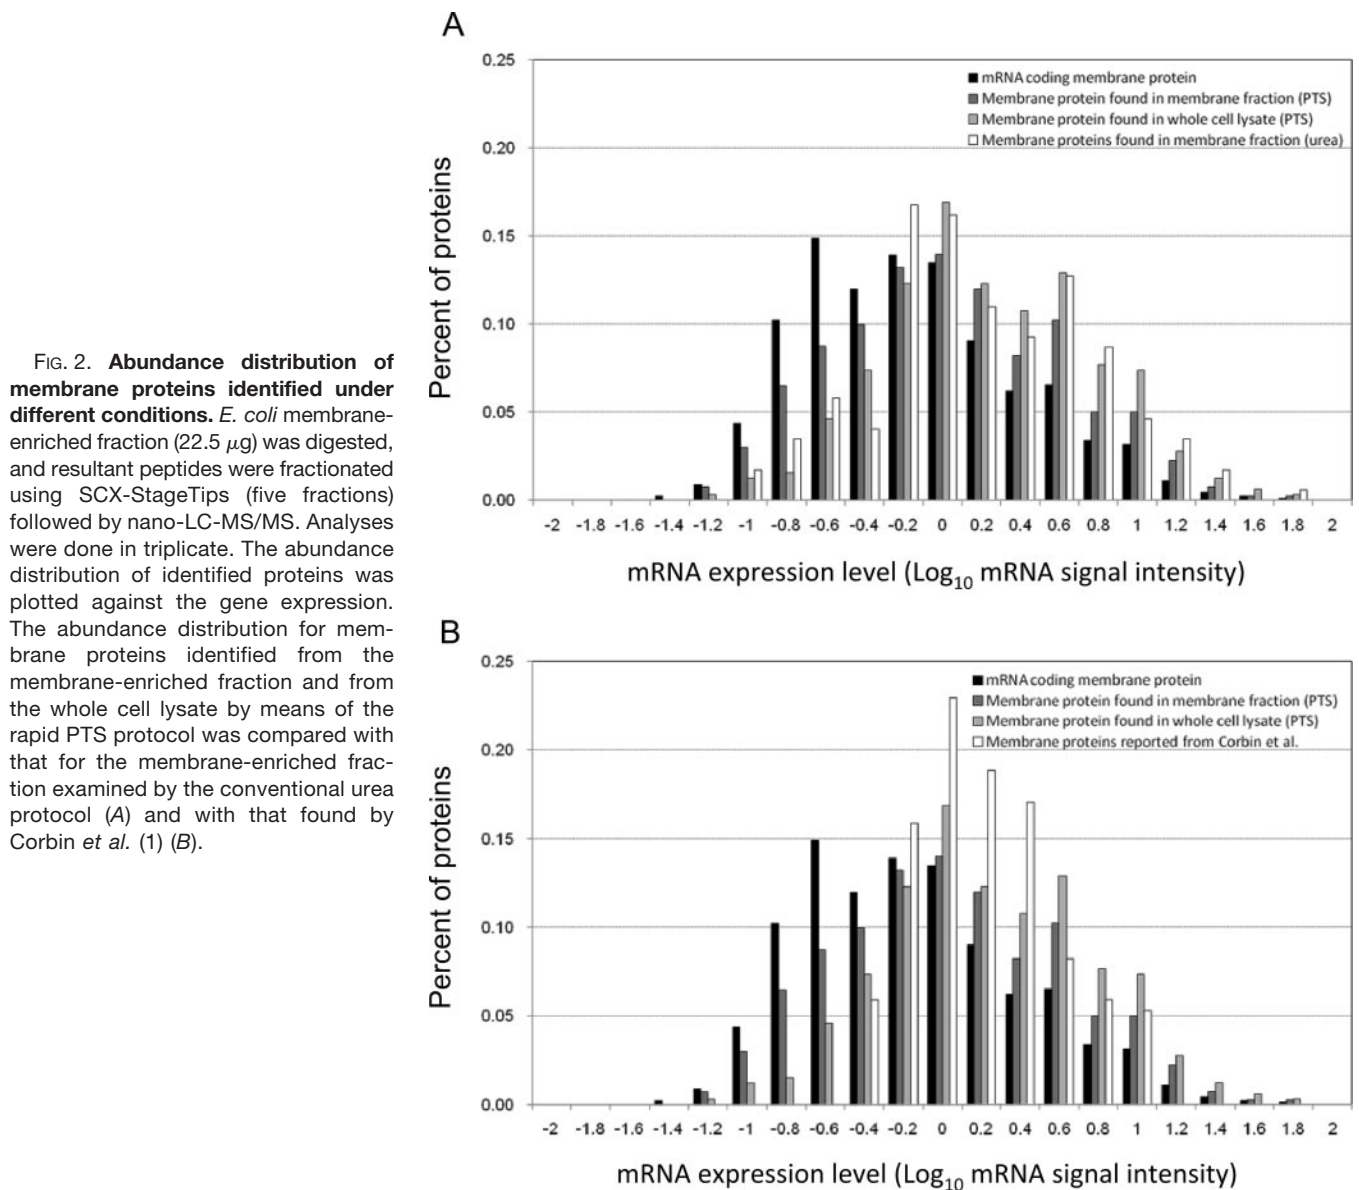 FIG. 2. Abundance distribution of
membrane proteins identified under
different conditions. E. coli membrane-
enriched fraction (22.5 μg) was digested,
and resultant peptides were fractionated
using SCX-StageTips (five fractions)
followed by nano-LC-MS/MS. Analyses
were done in triplicate. The abundance
distribution of identified proteins was
plotted against the gene expression.
The abundance distribution for mem-
brane proteins identified from the
membrane-enriched fraction and from
the whole cell lysate by means of the
rapid PTS protocol was compared with
that for the membrane-enriched frac-
tion examined by the conventional urea
protocol (A) and with that found by
Corbin et al. (1) (B).
A
Percent of proteins
0.25
0.20
0.15
0.10
0.05
0.00
mRNA coding membrane protein
Membrane protein found in membrane fraction (PTS)
Membrane protein found in whole cell lysate (PTS)
Membrane proteins found in membrane fraction (urea)
-2 -1.8 -1.6 -1.4 -1.2 -1 -0.8 -0.6 -0.4 -0.2 0 0.2 0.4 0.6 0.8 1 1.2 1.4 1.6 1.8 2
mRNA expression level (Log10 mRNA signal intensity)
B
Percent of proteins
0.25
0.20
0.15
0.10
0.05
0.00
mRNA coding membrane protein
Membrane protein found in membrane fraction (PTS)
Membrane protein found in whole cell lysate (PTS)
Membrane proteins reported from Corbin et al.
-2 -1.8 -1.6 -1.4 -1.2 -1 -0.8 -0.6 -0.4 -0.2 0 0.2 0.4 0.6 0.8 1 1.2 1.4 1.6 1.8 2
mRNA expression level (Log10 mRNA signal intensity)